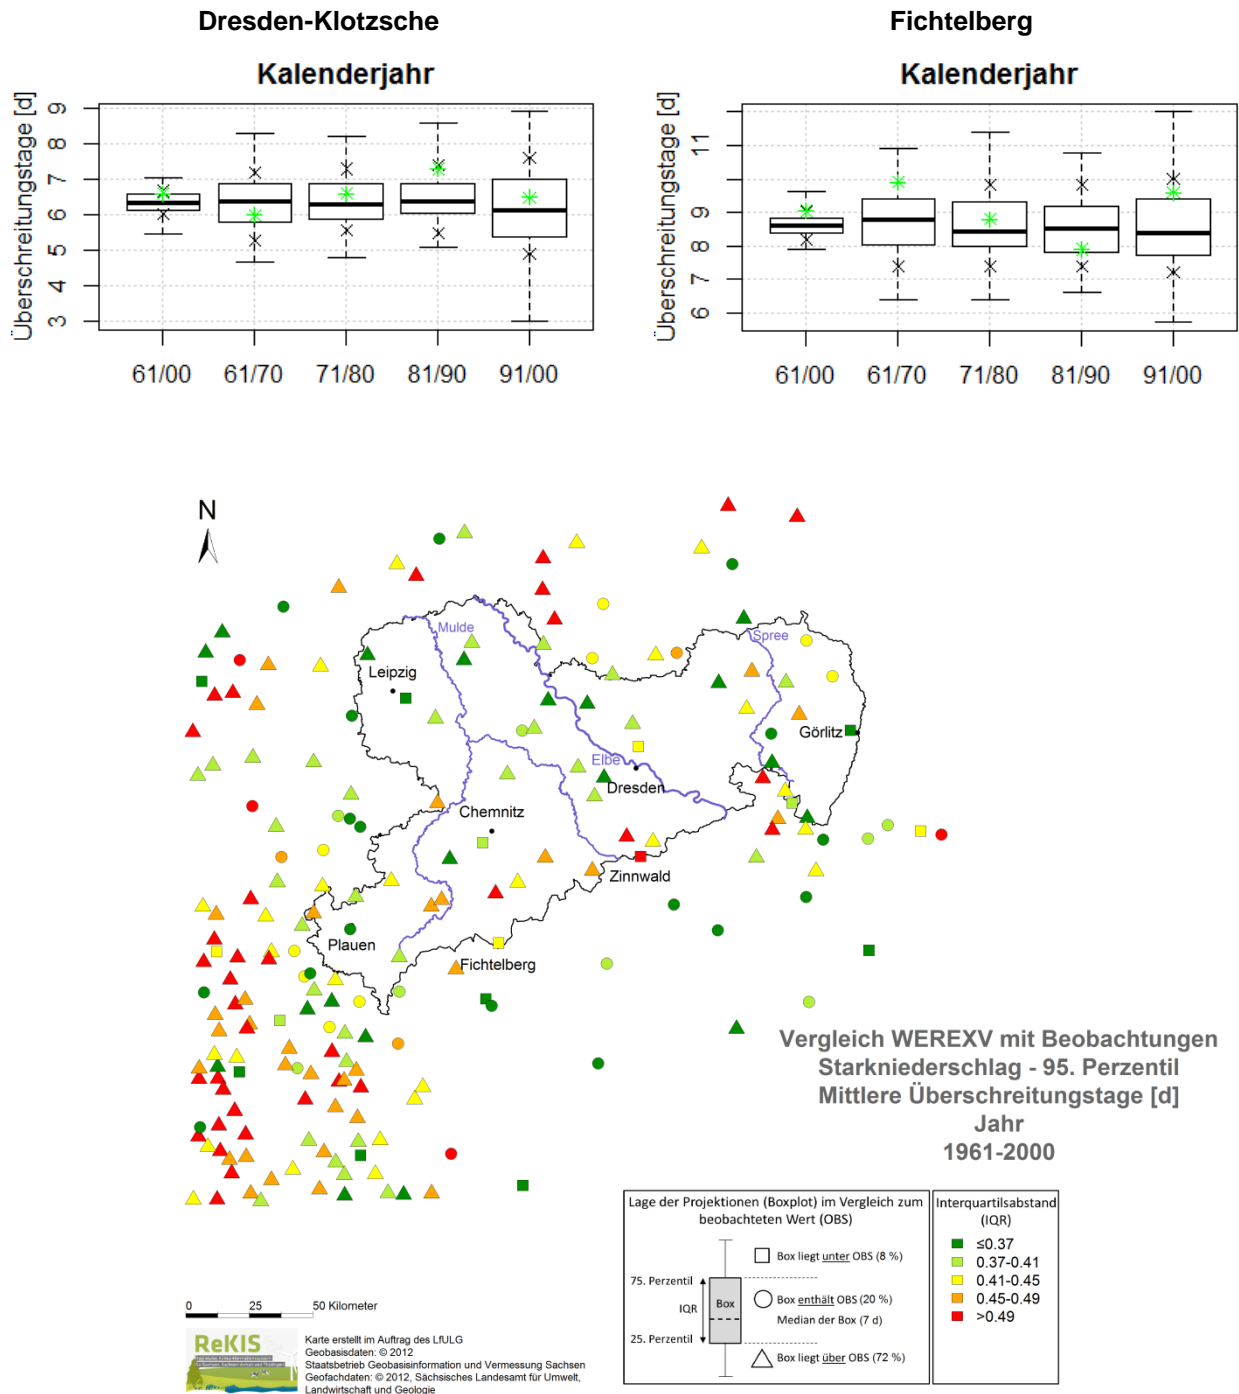 Dresden-Klotzsche
Fichtelberg
Kalenderjahr
Überschreitungstage [d]
9
8
7
6
5
4
3
61/00 61/70 71/80 81/90 91/00
Kalenderjahr
Überschreitungstage [d]
11
9
8
7
6
61/00 61/70 71/80 81/90 91/00
N
Mulde
Spree
Leipzig
Görlitz
Elbe
Dresden
Chemnitz
Zinnwald
Plauen
Fichtelberg
Vergleich WEREXV mit Beobachtungen
Starkniederschlag - 95. Perzentil
Mittlere Überschreitungstage [d]
Jahr
1961-2000
Lage der Projektionen (Boxplot) im Vergleich zum
beobachteten Wert (OBS)
Box liegt unter OBS (8 %)
75. Perzentil
IQR
Box
Box enthält OBS (20 %)
Median der Box (7 d)
25. Perzentil
Box liegt über OBS (72 %)
Interquartilsabstand
(IQR)
≤0.37
0.37-0.41
0.41-0.45
0.45-0.49
>0.49
0 25 50 Kilometer
ReKIS
Karte erstellt im Auftrag des LfULG
Geobasisdaten: © 2012
Staatsbetrieb Geobasisinformation und Vermessung Sachsen
Geofachdaten: © 2012, Sächsisches Landesamt für Umwelt,
Landwirtschaft und Geologie